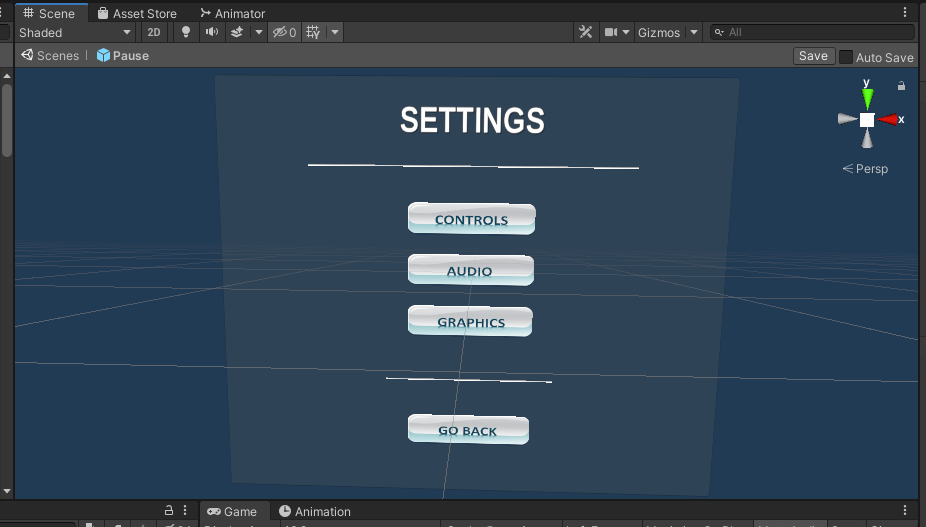 Scene Asset Store Animator
Shaded 2D 0 Gizmos All
Scenes Pause Save Auto Save
y
x
Persp
SETTINGS
CONTROLS
AUDIO
GRAPHICS
GO BACK
Game Animation